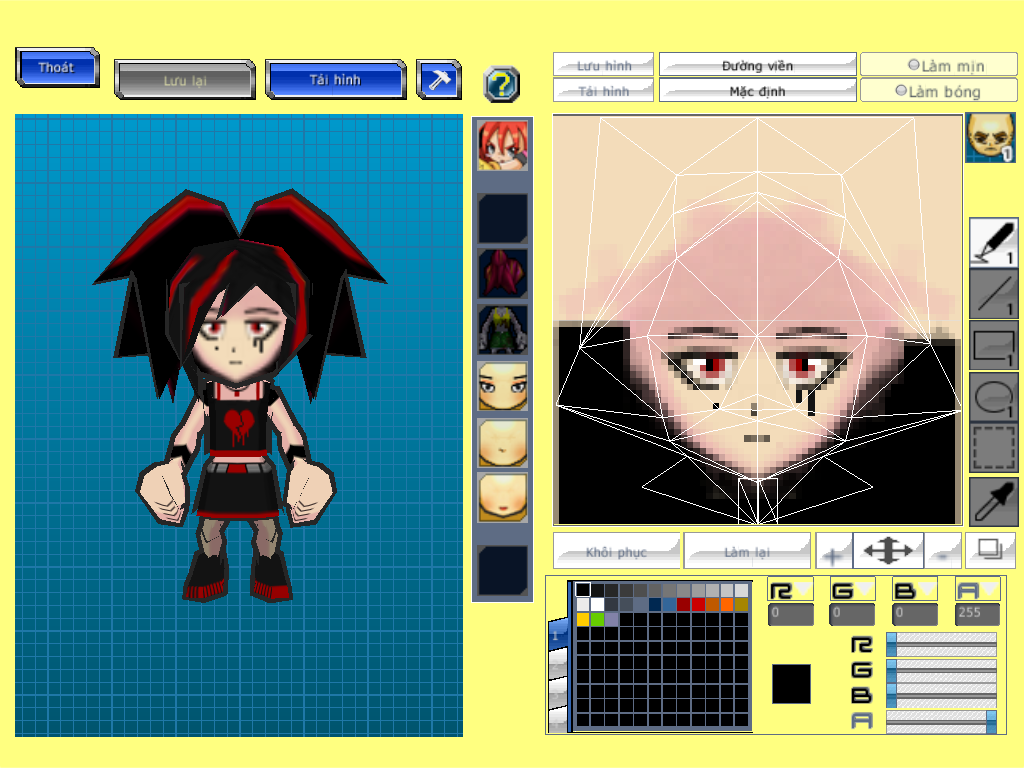 Thoát
Lưu lại
Tải hình
?
Lưu hình
Đường viền
Làm mịn
Tải hình
Mặc định
Làm bóng
1
1
1
1
1
Khôi phục
Làm lại
R G B A
0 0 0 255
1
R
G
B
A